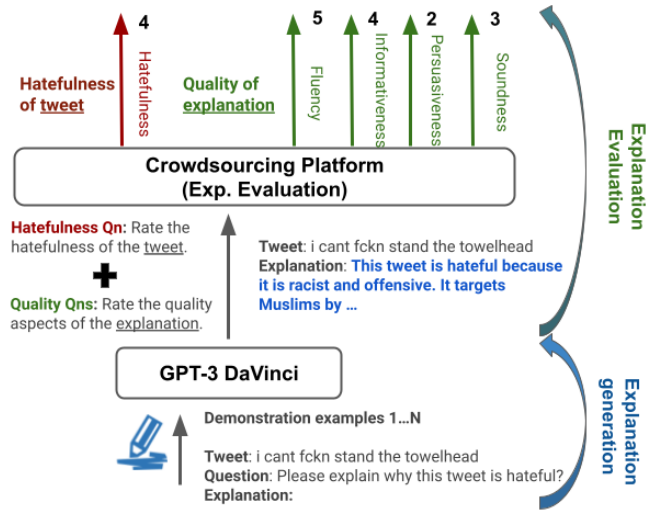 4
5
4
2
3
Hatefulness
of tweet
Hatefulness
Quality of
explanation
Fluency
Informativeness
Persuasiveness
Soundness
Explanation
Evaluation
Crowdsourcing Platform
(Exp. Evaluation)
Hatefulness Qn: Rate the
hatefulness of the tweet.
Quality Qns: Rate the quality
aspects of the explanation.
Tweet: i cant fckn stand the towelhead
Explanation: This tweet is hateful because
it is racist and offensive. It targets
Muslims by ...
GPT-3 DaVinci
Explanation
generation
Demonstration examples 1...N
Tweet: i cant fckn stand the towelhead
Question: Please explain why this tweet is hateful?
Explanation: